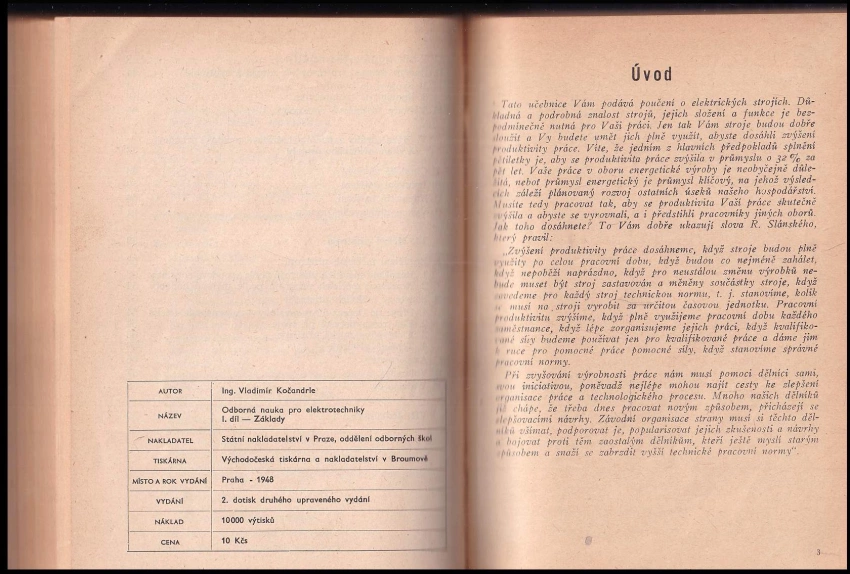 AUTOR Ing. Vladimír Kočandrle
NÁZEV Odborná nauka pro elektrotechniky
I. díl — Základy
NAKLADATEL Státní nakladatelství v Praze, oddělení odborných škol
TISKÁRNA Východočeská tiskárna a nakladatelství v Broumově
MÍSTO A ROK VYDÁNÍ Praha - 1948
VYDÁNÍ 2. dotisk druhého upraveného vydání
NÁKLAD 10000 výtisků
CENA 10 Kčs
Úvod
Tato učebnice Vám podává poučení o elektrických strojích. Dů-
kladná a podrobná znalost strojů, jejich složení a funkce je bez-
podmínečně nutná pro Vaši práci. Jen tak Vám stroje budou dobře
sloužit a Vy budete umět jich plně využít, abyste dosáhli zvýšení
produktivity práce. Víte, že jedním z hlavních předpokladů splnění
pětiletky je, aby se produktivita práce zvýšila v průmyslu o 32 % za
pět let. Vaše práce v oboru energetické výroby je neobyčejně důle-
žitá, neboť průmysl energetický je průmysl klíčový, na jehož výsled-
cích záleží plánovaný rozvoj ostatních úseků našeho hospodářství.
Musíte tedy pracovat tak, aby se produktivita Vaší práce skutečně
zvýšila a abyste se vyrovnali, a i předstihli pracovníky jiných oborů.
Jak toho dosáhnete? To Vám dobře ukazují slova R. Slánského,
který pravil:
„Zvýšení produktivity práce dosáhneme, když stroje budou plně
využity po celou pracovní dobu, když budou co nejméně zahálet,
když nepoběží naprázdno, když pro neustálou změnu výrobků ne-
bude muset být stroj zastavován a měněny součástky stroje, když
zavedeme pro každý stroj technickou normu, t. j. stanovíme, kolik
se musí na stroji vyrobit za určitou časovou jednotku. Pracovní
produktivitu zvýšíme, když plně využijeme pracovní dobu každého
zaměstnance, když lépe zorganisujeme jejich práci, když kvalifiko-
vané síly budeme používat jen pro kvalifikované práce a dáme jim
k ruce pro pomocné práce pomocné síly, když stanovíme správné
pracovní normy.
Při zvyšování výrobnosti práce nám musí pomoci dělníci sami,
svou iniciativou, poněvadž nejlépe mohou najít cesty ke zlepšení
organisace práce a technologického procesu. Mnoho našich dělníků
již chápe, že třeba dnes pracovat novým způsobem, přicházejí se
zlepšovacími návrhy. Závodní organisace strany musí si těchto děl-
níků všímat, podporovat je, popularisovat jejich zkušenosti a návrhy
a bojovat proti těm zaostalým dělníkům, kteří ještě myslí starým
způsobem a snaží se zabrzdit vyšší technické pracovní normy“.
3